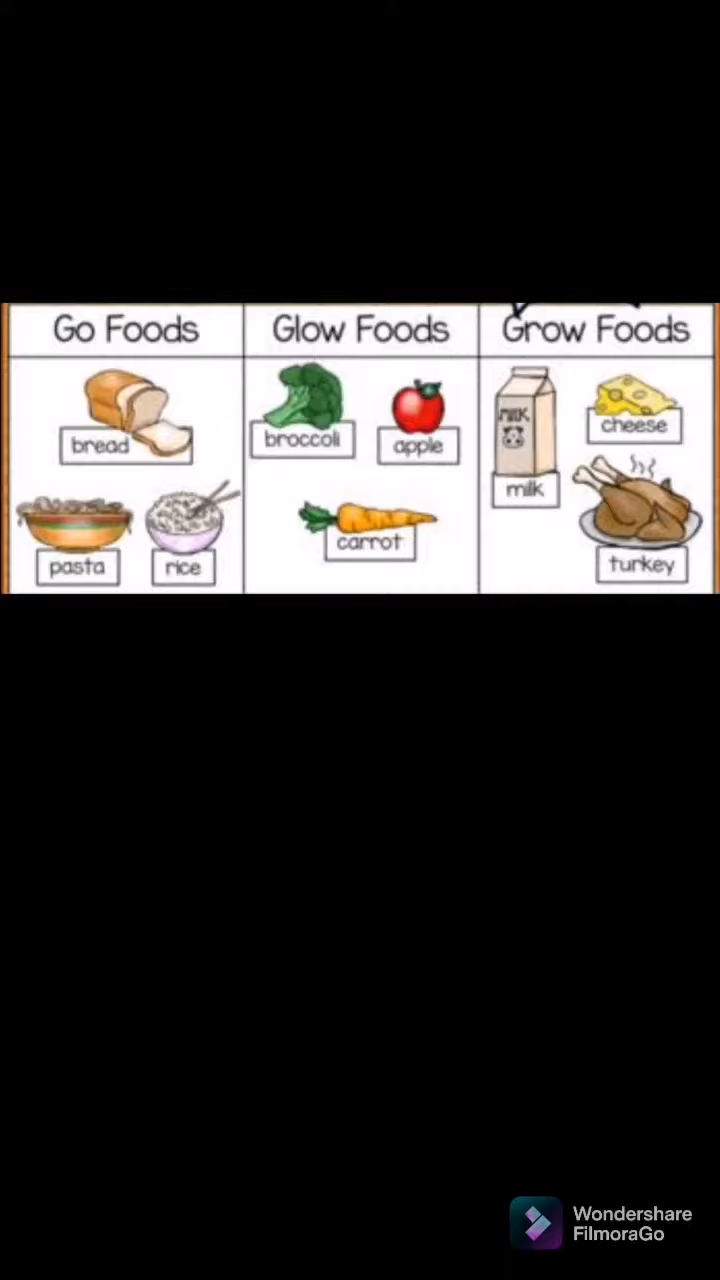 Go Foods
Glow Foods
Grow Foods
bread
pasta
rice
broccoli
apple
carrot
MILK
milk
cheese
turkey
Wondershare
FilmoraGo